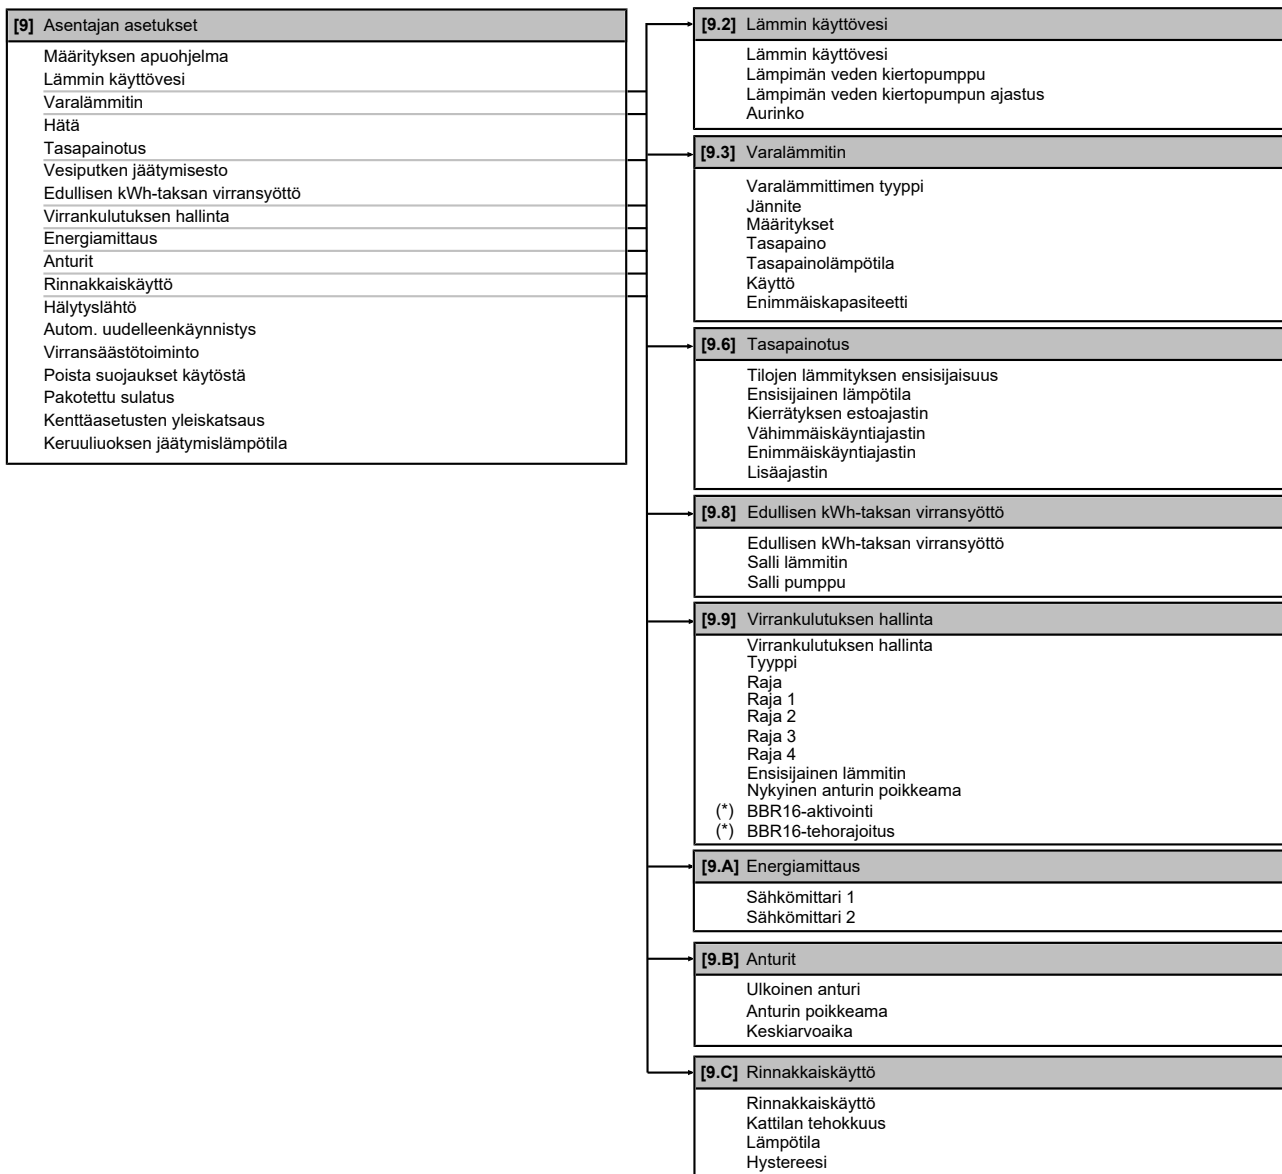 [9] Asentajan asetukset
Määrityksen apuohjelma
Lämmin käyttövesi
Varalämmitin
Hätä
Tasapainotus
Vesiputken jäätymisesto
Edullisen kWh-taksan virransyöttö
Virrankulutuksen hallinta
Energiamittaus
Anturit
Rinnakkaiskäyttö
Hälytyslähtö
Autom. uudelleenkäynnistys
Virransäästötoiminto
Poista suojaukset käytöstä
Pakotettu sulatus
Kenttäasetusten yleiskatsaus
Keruuliuoksen jäätymislämpötila
[9.2] Lämmin käyttövesi
Lämmin käyttövesi
Lämpimän veden kiertopumppu
Lämpimän veden kiertopumpun ajastus
Aurinko
[9.3] Varalämmitin
Varalämmittimen tyyppi
Jännite
Määritykset
Tasapaino
Tasapainolämpötila
Käyttö
Enimmäiskapasiteetti
[9.6] Tasapainotus
Tilojen lämmityksen ensisijaisuus
Ensisijainen lämpötila
Kierrätyksen estoajastin
Vähimmäiskäyntiajastin
Enimmäiskäyntiajastin
Lisäajastin
[9.8] Edullisen kWh-taksan virransyöttö
Edullisen kWh-taksan virransyöttö
Salli lämmitin
Salli pumppu
[9.9] Virrankulutuksen hallinta
Virrankulutuksen hallinta
Tyyppi
Raja
Raja 1
Raja 2
Raja 3
Raja 4
Ensisijainen lämmitin
Nykyinen anturin poikkeama
(*) BBR16-aktivointi
(*) BBR16-tehorajoitus
[9.A] Energiamittaus
Sähkömittari 1
Sähkömittari 2
[9.B] Anturit
Ulkoinen anturi
Anturin poikkeama
Keskiarvoaika
[9.C] Rinnakkaiskäyttö
Rinnakkaiskäyttö
Kattilan tehokkuus
Lämpötila
Hystereesi